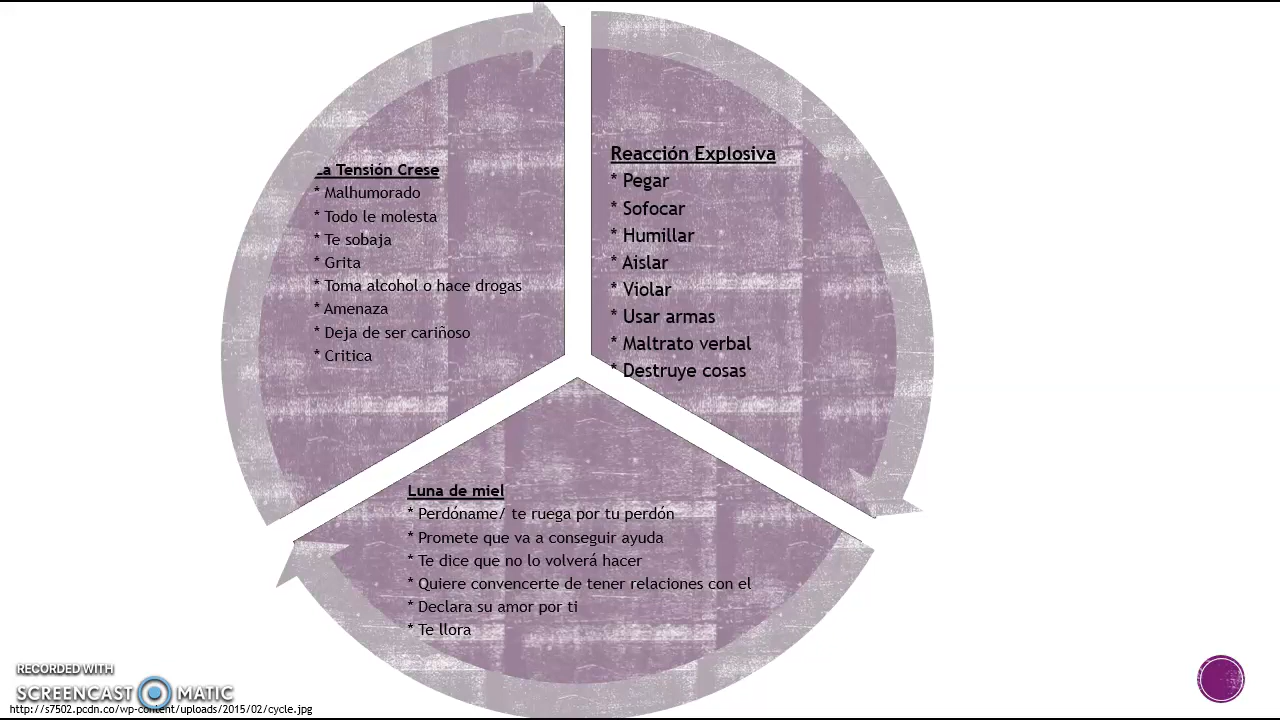 La Tensión Crese
* Malhumorado
* Todo le molesta
* Te sobaja
* Grita
* Toma alcohol o hace drogas
* Amenaza
* Deja de ser cariñoso
* Critica
Reacción Explosiva
* Pegar
* Sofocar
* Humillar
* Aislar
* Violar
* Usar armas
* Maltrato verbal
* Destruye cosas
Luna de miel
* Perdóname/ te ruega por tu perdón
* Promete que va a conseguir ayuda
* Te dice que no lo volverá hacer
* Quiere convencerte de tener relaciones con el
* Declara su amor por ti
* Te llora
RECORDED WITH
SCREENCAST MATIC
http://s7502.pcdn.co/wp-content/uploads/2015/02/cycle.jpg